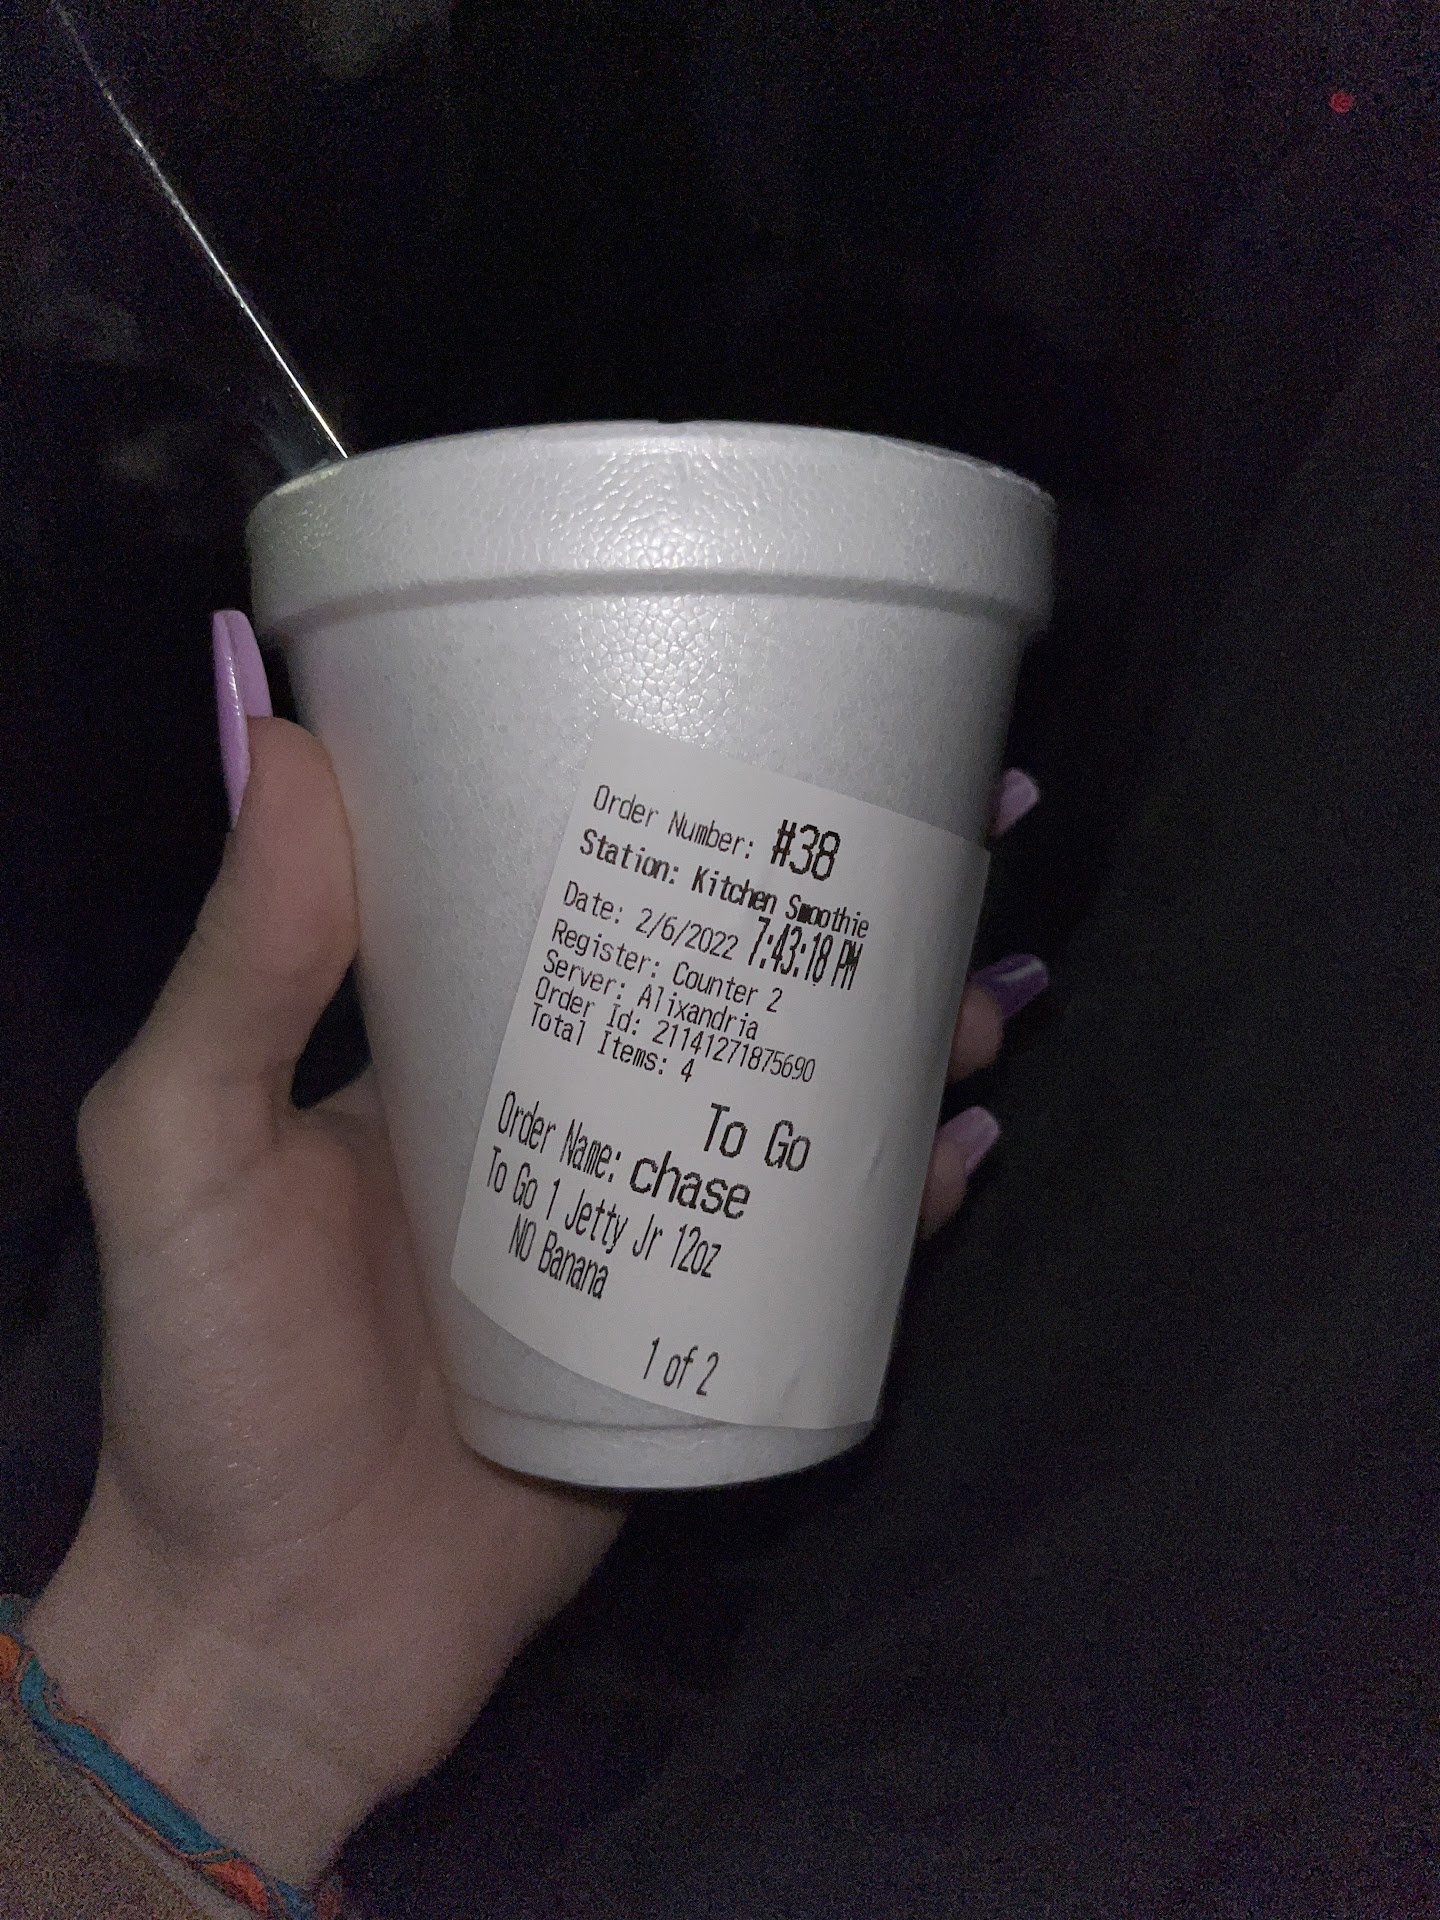 Order Number: #38
Station: Kitchen Smoothie
Date: 2/6/2022 7:43:18 PM
Register: Counter 2
Server: Alixandria
Order Id: 21141271875690
Total Items: 4
To Go
Order Name: chase
To Go 1 Jetty Jr 12oz
NO Banana
1 of 2